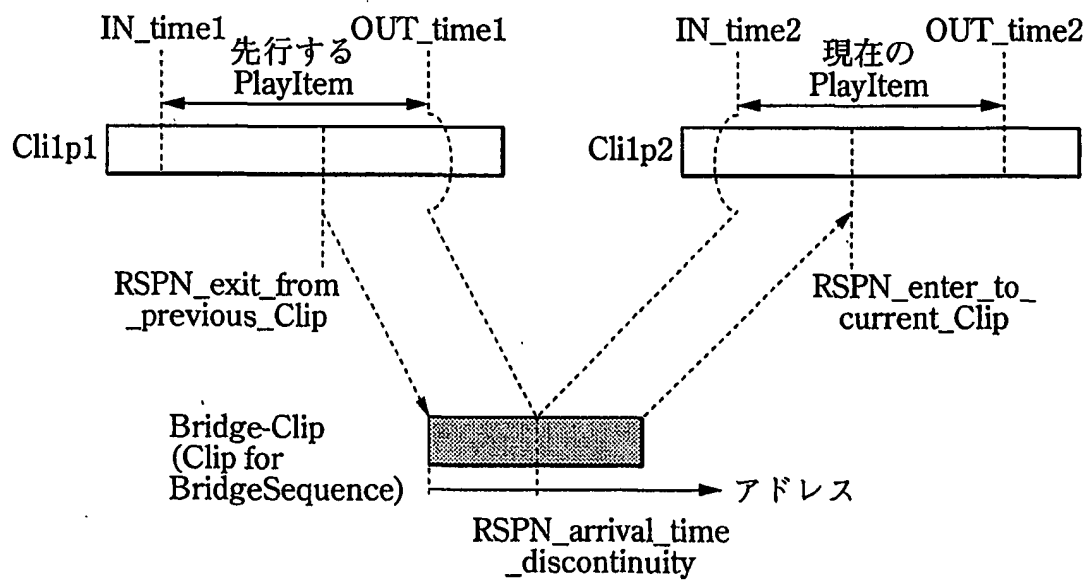 IN_time1
先行する
PlayItem
OUT_time1
IN_time2
現在の
PlayItem
OUT_time2
Cli1p1
Cli1p2
RSPN_exit_from
_previous_Clip
RSPN_enter_to_
current_Clip
Bridge-Clip
(Clip for
BridgeSequence)
アドレス
RSPN_arrival_time
_discontinuity